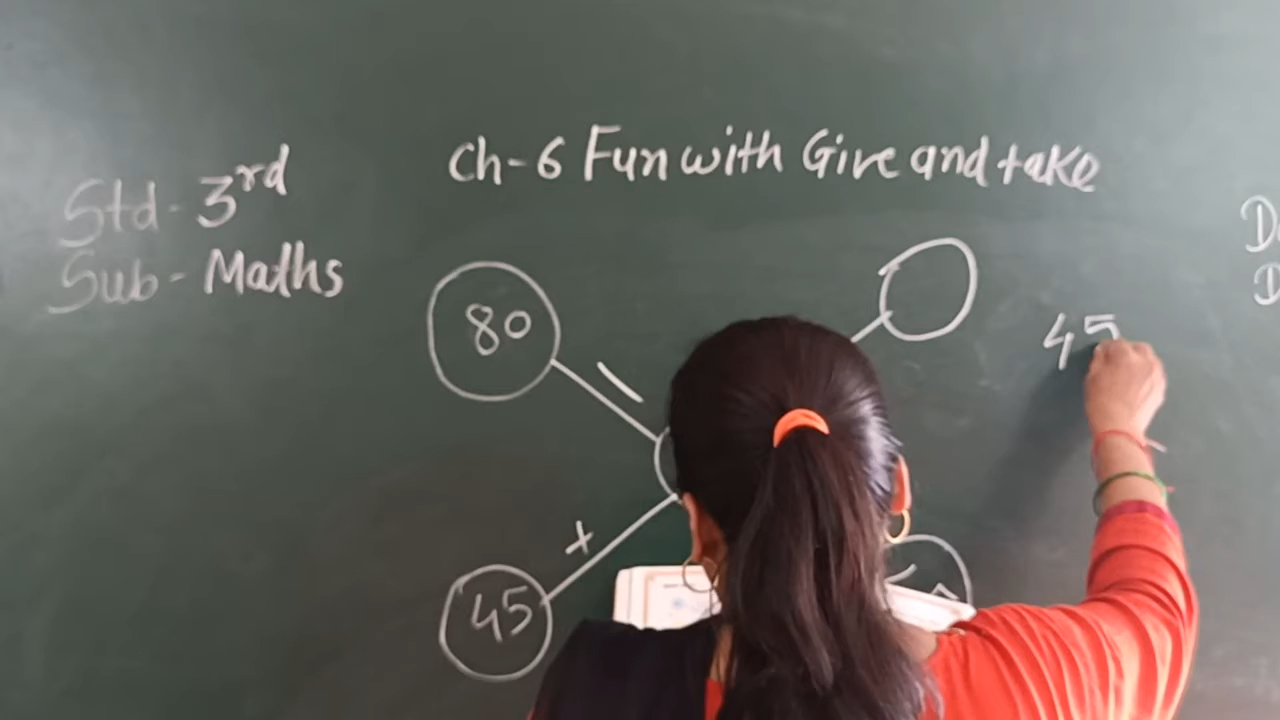 Std - 3rd
Ch-6 Fun with Give and take
Sub - Maths
80
45
+
45